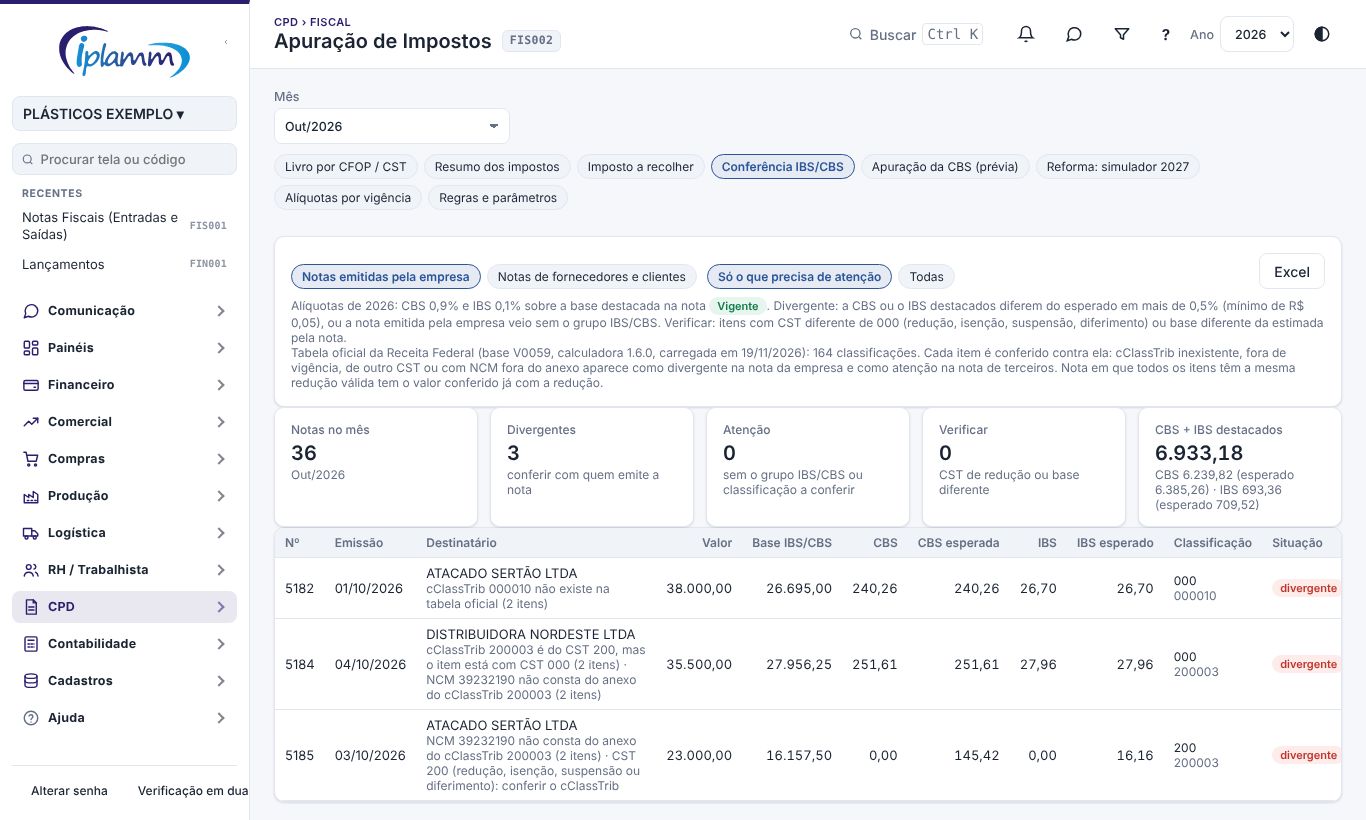 iplamm
‹
PLÁSTICOS EXEMPLO ▾
Procurar tela ou código
RECENTES
Notas Fiscais (Entradas e
Saídas)
FIS001
Lançamentos
FIN001
Comunicação
Painéis
Financeiro
Comercial
Compras
Produção
Logística
RH / Trabalhista
CPD
Contabilidade
Cadastros
Ajuda
Alterar senha
Verificação em dua
CPD › FISCAL
Apuração de Impostos FIS002
Buscar Ctrl K
? Ano 2026
Mês
Out/2026
Livro por CFOP / CST
Resumo dos impostos
Imposto a recolher
Conferência IBS/CBS
Apuração da CBS (prévia)
Reforma: simulador 2027
Alíquotas por vigência
Regras e parâmetros
Notas emitidas pela empresa
Notas de fornecedores e clientes
Só o que precisa de atenção
Todas
Excel
Alíquotas de 2026: CBS 0,9% e IBS 0,1% sobre a base destacada na nota Vigente . Divergente: a CBS ou o IBS destacados diferem do esperado em mais de 0,5% (mínimo de R$
0,05), ou a nota emitida pela empresa veio sem o grupo IBS/CBS. Verificar: itens com CST diferente de 000 (redução, isenção, suspensão, diferimento) ou base diferente da estimada
pela nota.
Tabela oficial da Receita Federal (base V0059, calculadora 1.6.0, carregada em 19/11/2026): 164 classificações. Cada item é conferido contra ela: cClassTrib inexistente, fora de
vigência, de outro CST ou com NCM fora do anexo aparece como divergente na nota da empresa e como atenção na nota de terceiros. Nota em que todos os itens têm a mesma
redução válida tem o valor conferido já com a redução.
Notas no mês
36
Out/2026
Divergentes
3
conferir com quem emite a
nota
Atenção
0
sem o grupo IBS/CBS ou
classificação a conferir
Verificar
0
CST de redução ou base
diferente
CBS + IBS destacados
6.933,18
CBS 6.239,82 (esperado
6.385,26) · IBS 693,36
(esperado 709,52)
Nº Emissão Destinatário Valor Base IBS/CBS CBS CBS esperada IBS IBS esperado Classificação Situação
5182 01/10/2026 ATACADO SERTÃO LTDA
cClassTrib 000010 não existe na
tabela oficial (2 itens)
38.000,00 26.695,00 240,26 240,26 26,70 26,70 000
000010
divergente
5184 04/10/2026 DISTRIBUIDORA NORDESTE LTDA
cClassTrib 200003 é do CST 200, mas
o item está com CST 000 (2 itens) ·
NCM 39232190 não consta do anexo
do cClassTrib 200003 (2 itens)
35.500,00 27.956,25 251,61 251,61 27,96 27,96 000
200003
divergente
5185 03/10/2026 ATACADO SERTÃO LTDA
NCM 39232190 não consta do anexo
do cClassTrib 200003 (2 itens) · CST
200 (redução, isenção, suspensão ou
diferimento): conferir o cClassTrib
23.000,00 16.157,50 0,00 145,42 0,00 16,16 200
200003
divergente